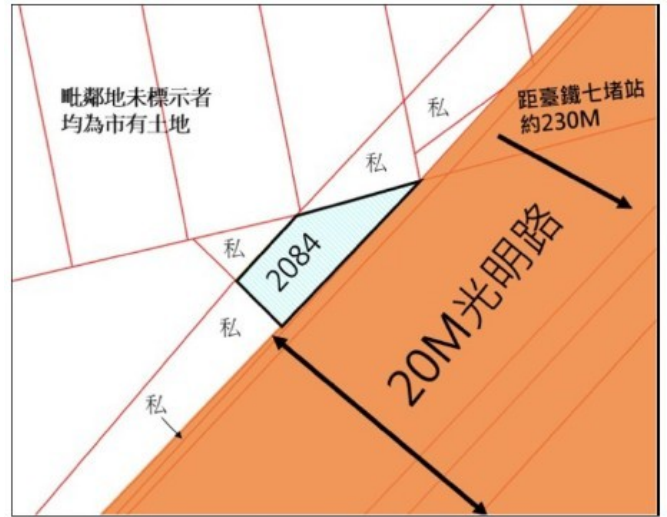 毗鄰地未標示者
均為市有土地
私
距臺鐵七堵站
約230M
私
私
2084
私
20M光明路
私